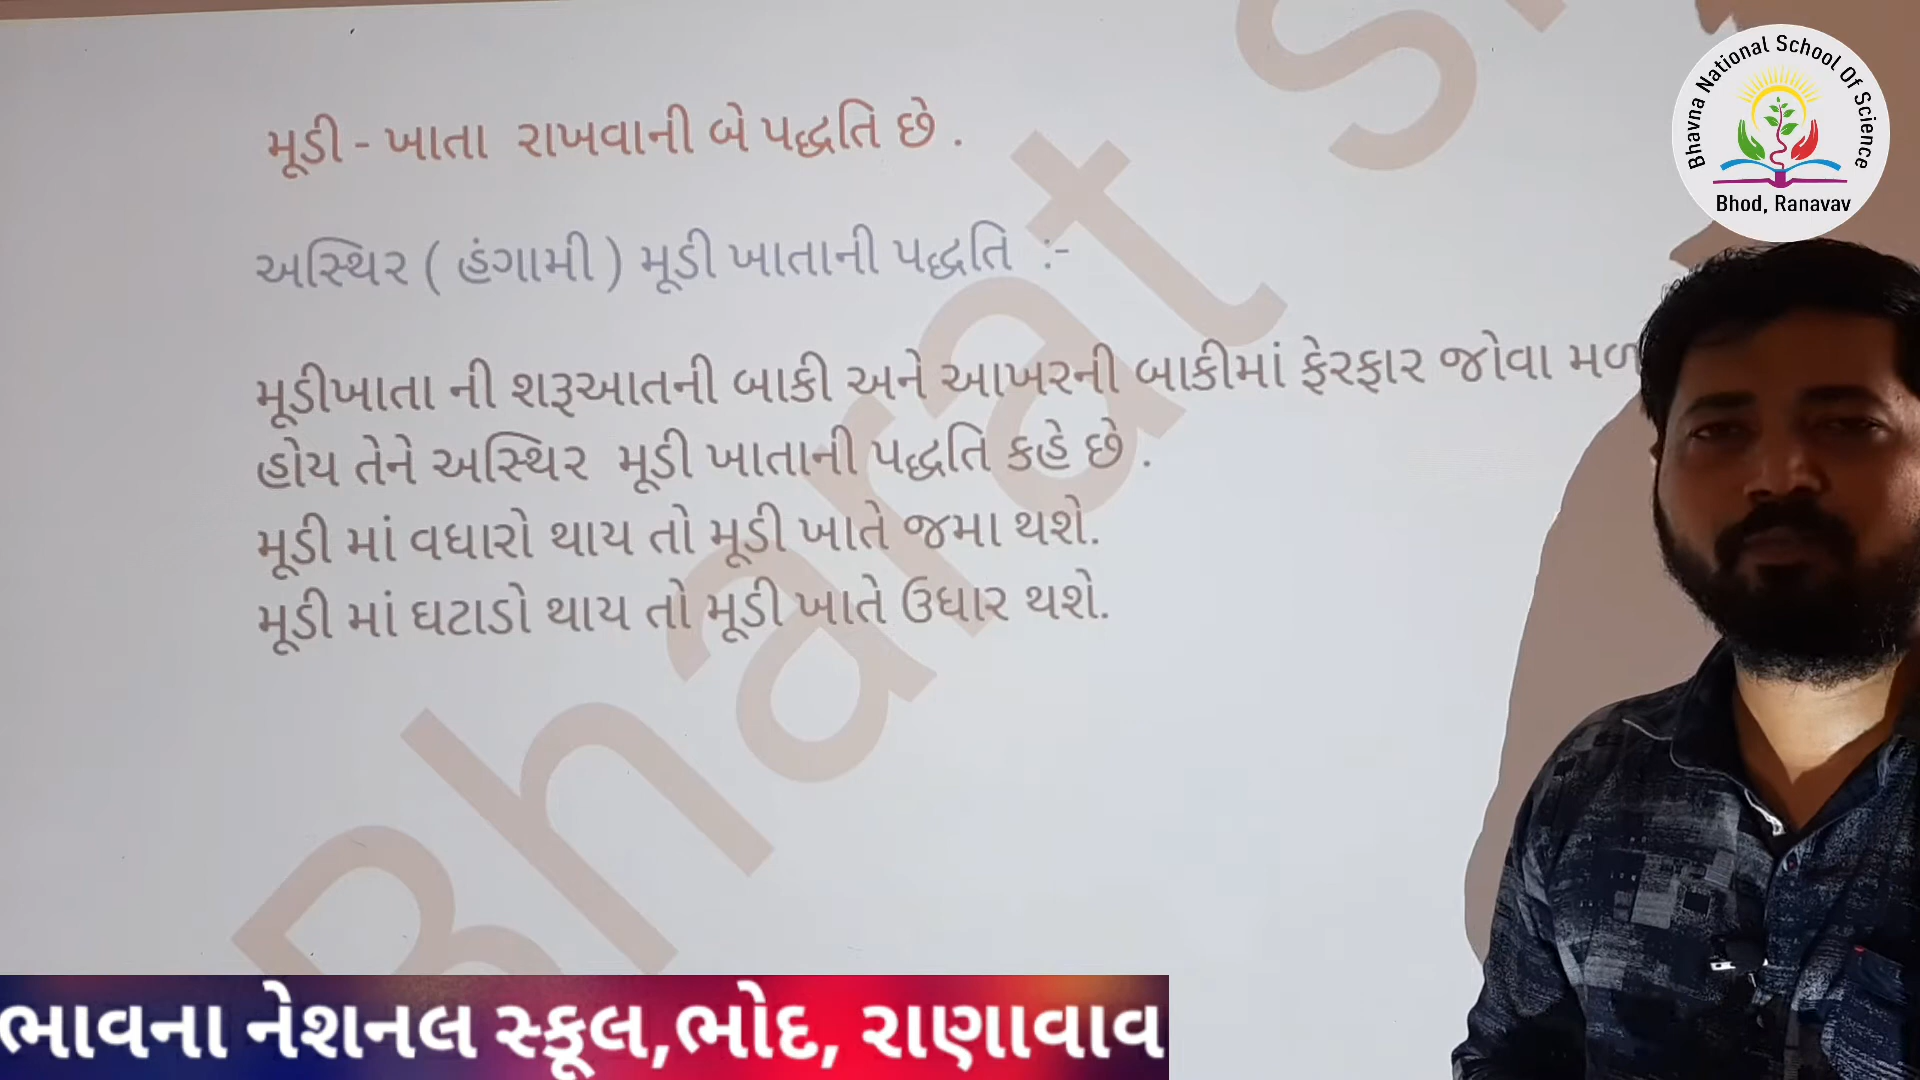 મૂડી - ખાતા રાખવાની બે પદ્ધતિ છે .
અસ્થિર ( હંગામી ) મૂડી ખાતાની પદ્ધતિ :-
મૂડીખાતા ની શરૂઆતની બાકી અને આખરની બાકીમાં ફેરફાર જોવા
હોય તેને અસ્થિર મૂડી ખાતાની પદ્ધતિ કહે છે .
મૂડી માં વધારો થાય તો મૂડી ખાતે જમા થશે.
મૂડી માં ઘટાડો થાય તો મૂડી ખાતે ઉધાર થશે.
Bharat
Bhavna National School Of Science
Bhod, Ranavav
ભાવના નેશનલ સ્કૂલ,ભોદ, રાણાવાવ